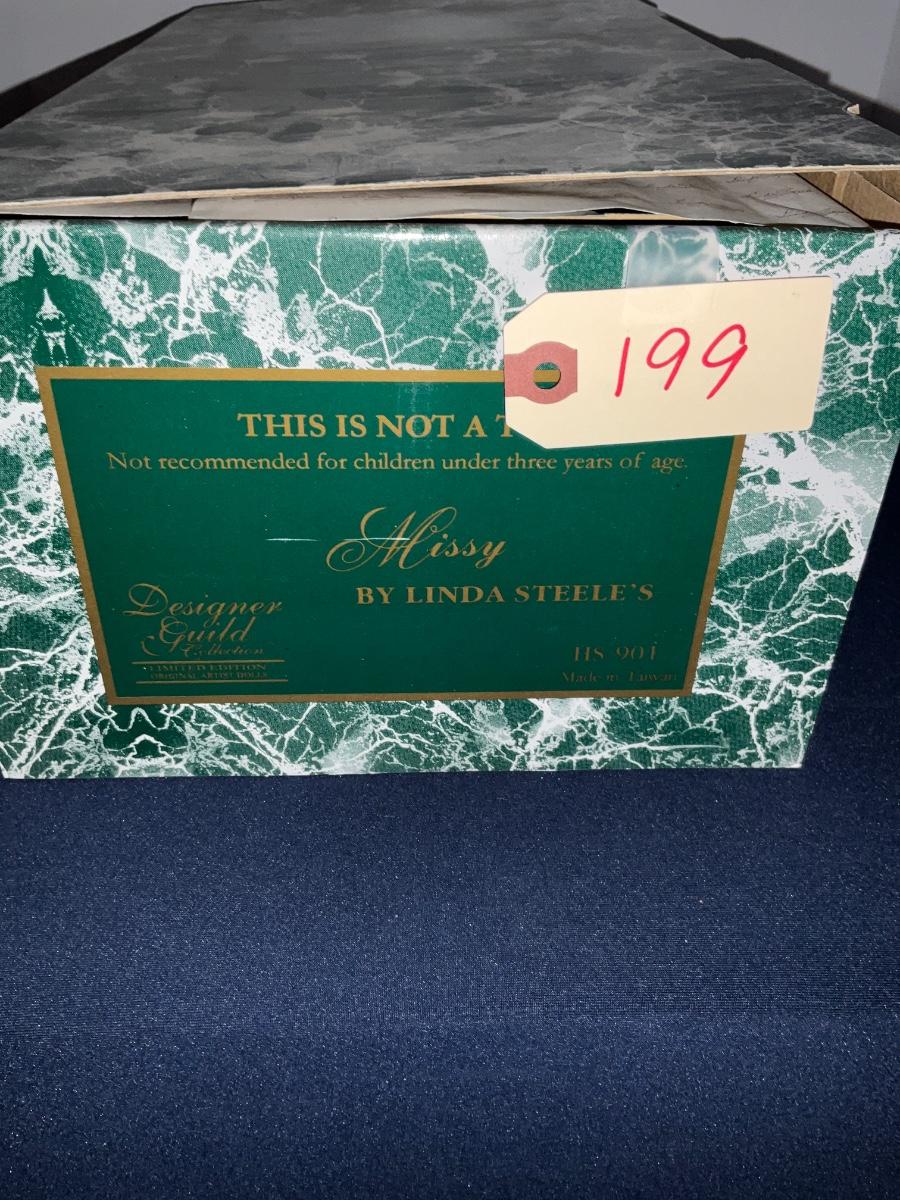 199
THIS IS NOT A T
Not recommended for children under three years of age.
Missy
BY LINDA STEELE'S
Designer
Guild
Collection
LIMITED EDITION
ORIGINAL ARTIST DOLLS
HS 901
Made in Taiwan